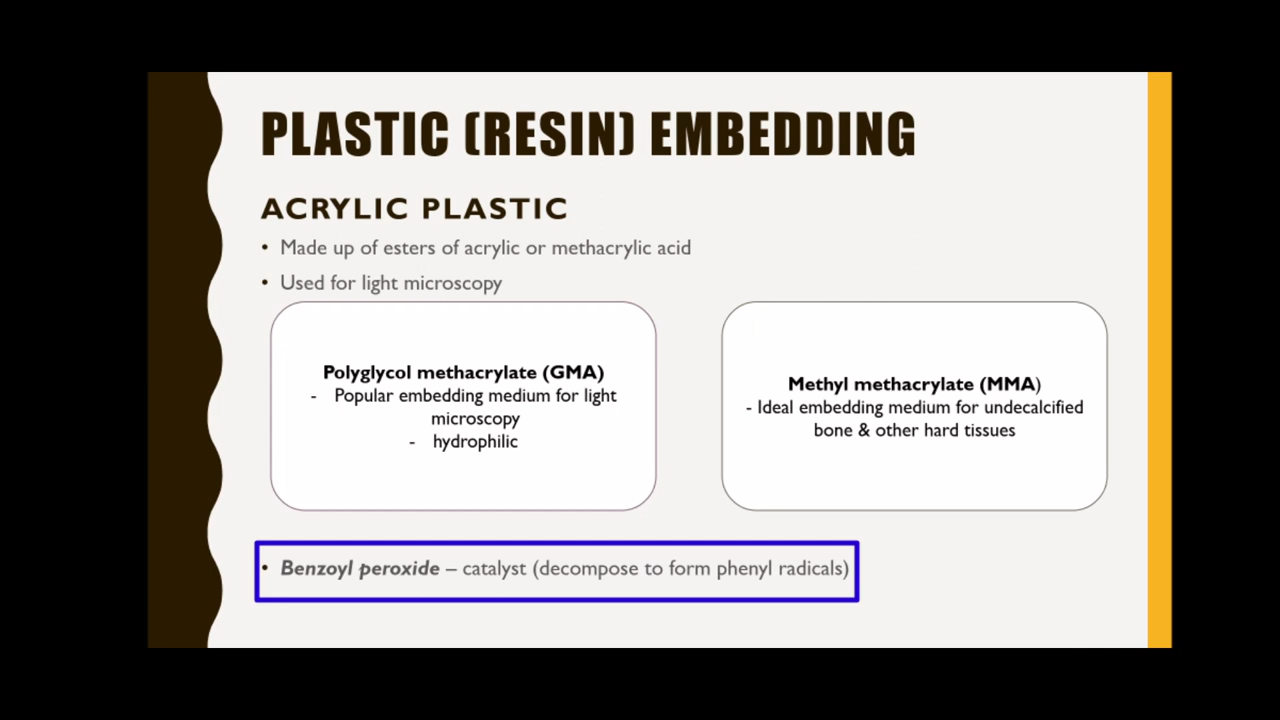 PLASTIC (RESIN) EMBEDDING
ACRYLIC PLASTIC
• Made up of esters of acrylic or methacrylic acid
• Used for light microscopy
Polyglycol methacrylate (GMA)
- Popular embedding medium for light
microscopy
- hydrophilic
Methyl methacrylate (MMA)
- Ideal embedding medium for undecalcified
bone & other hard tissues
• Benzoyl peroxide – catalyst (decompose to form phenyl radicals)